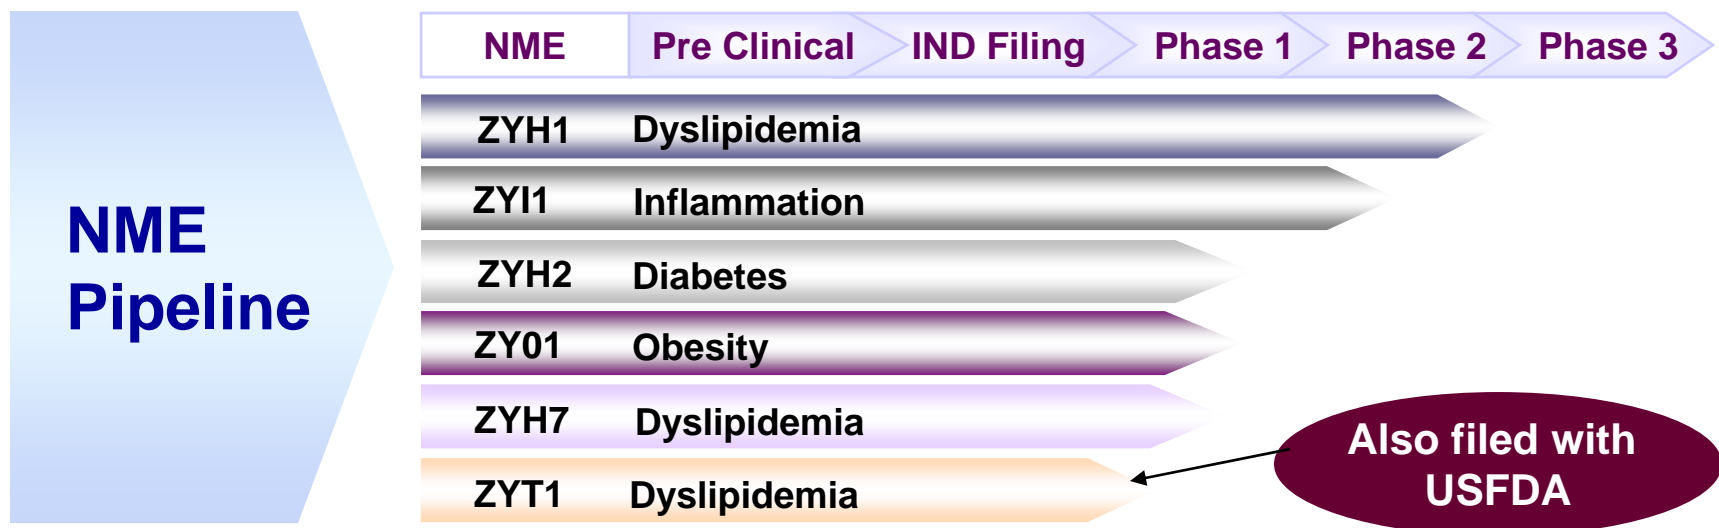 NME
Pipeline
NME Pre Clinical IND Filing Phase 1 Phase 2 Phase 3
ZYH1 Dyslipidemia
ZYI1 Inflammation
ZYH2 Diabetes
ZY01 Obesity
ZYH7 Dyslipidemia
ZYT1 Dyslipidemia
Also filed with
USFDA